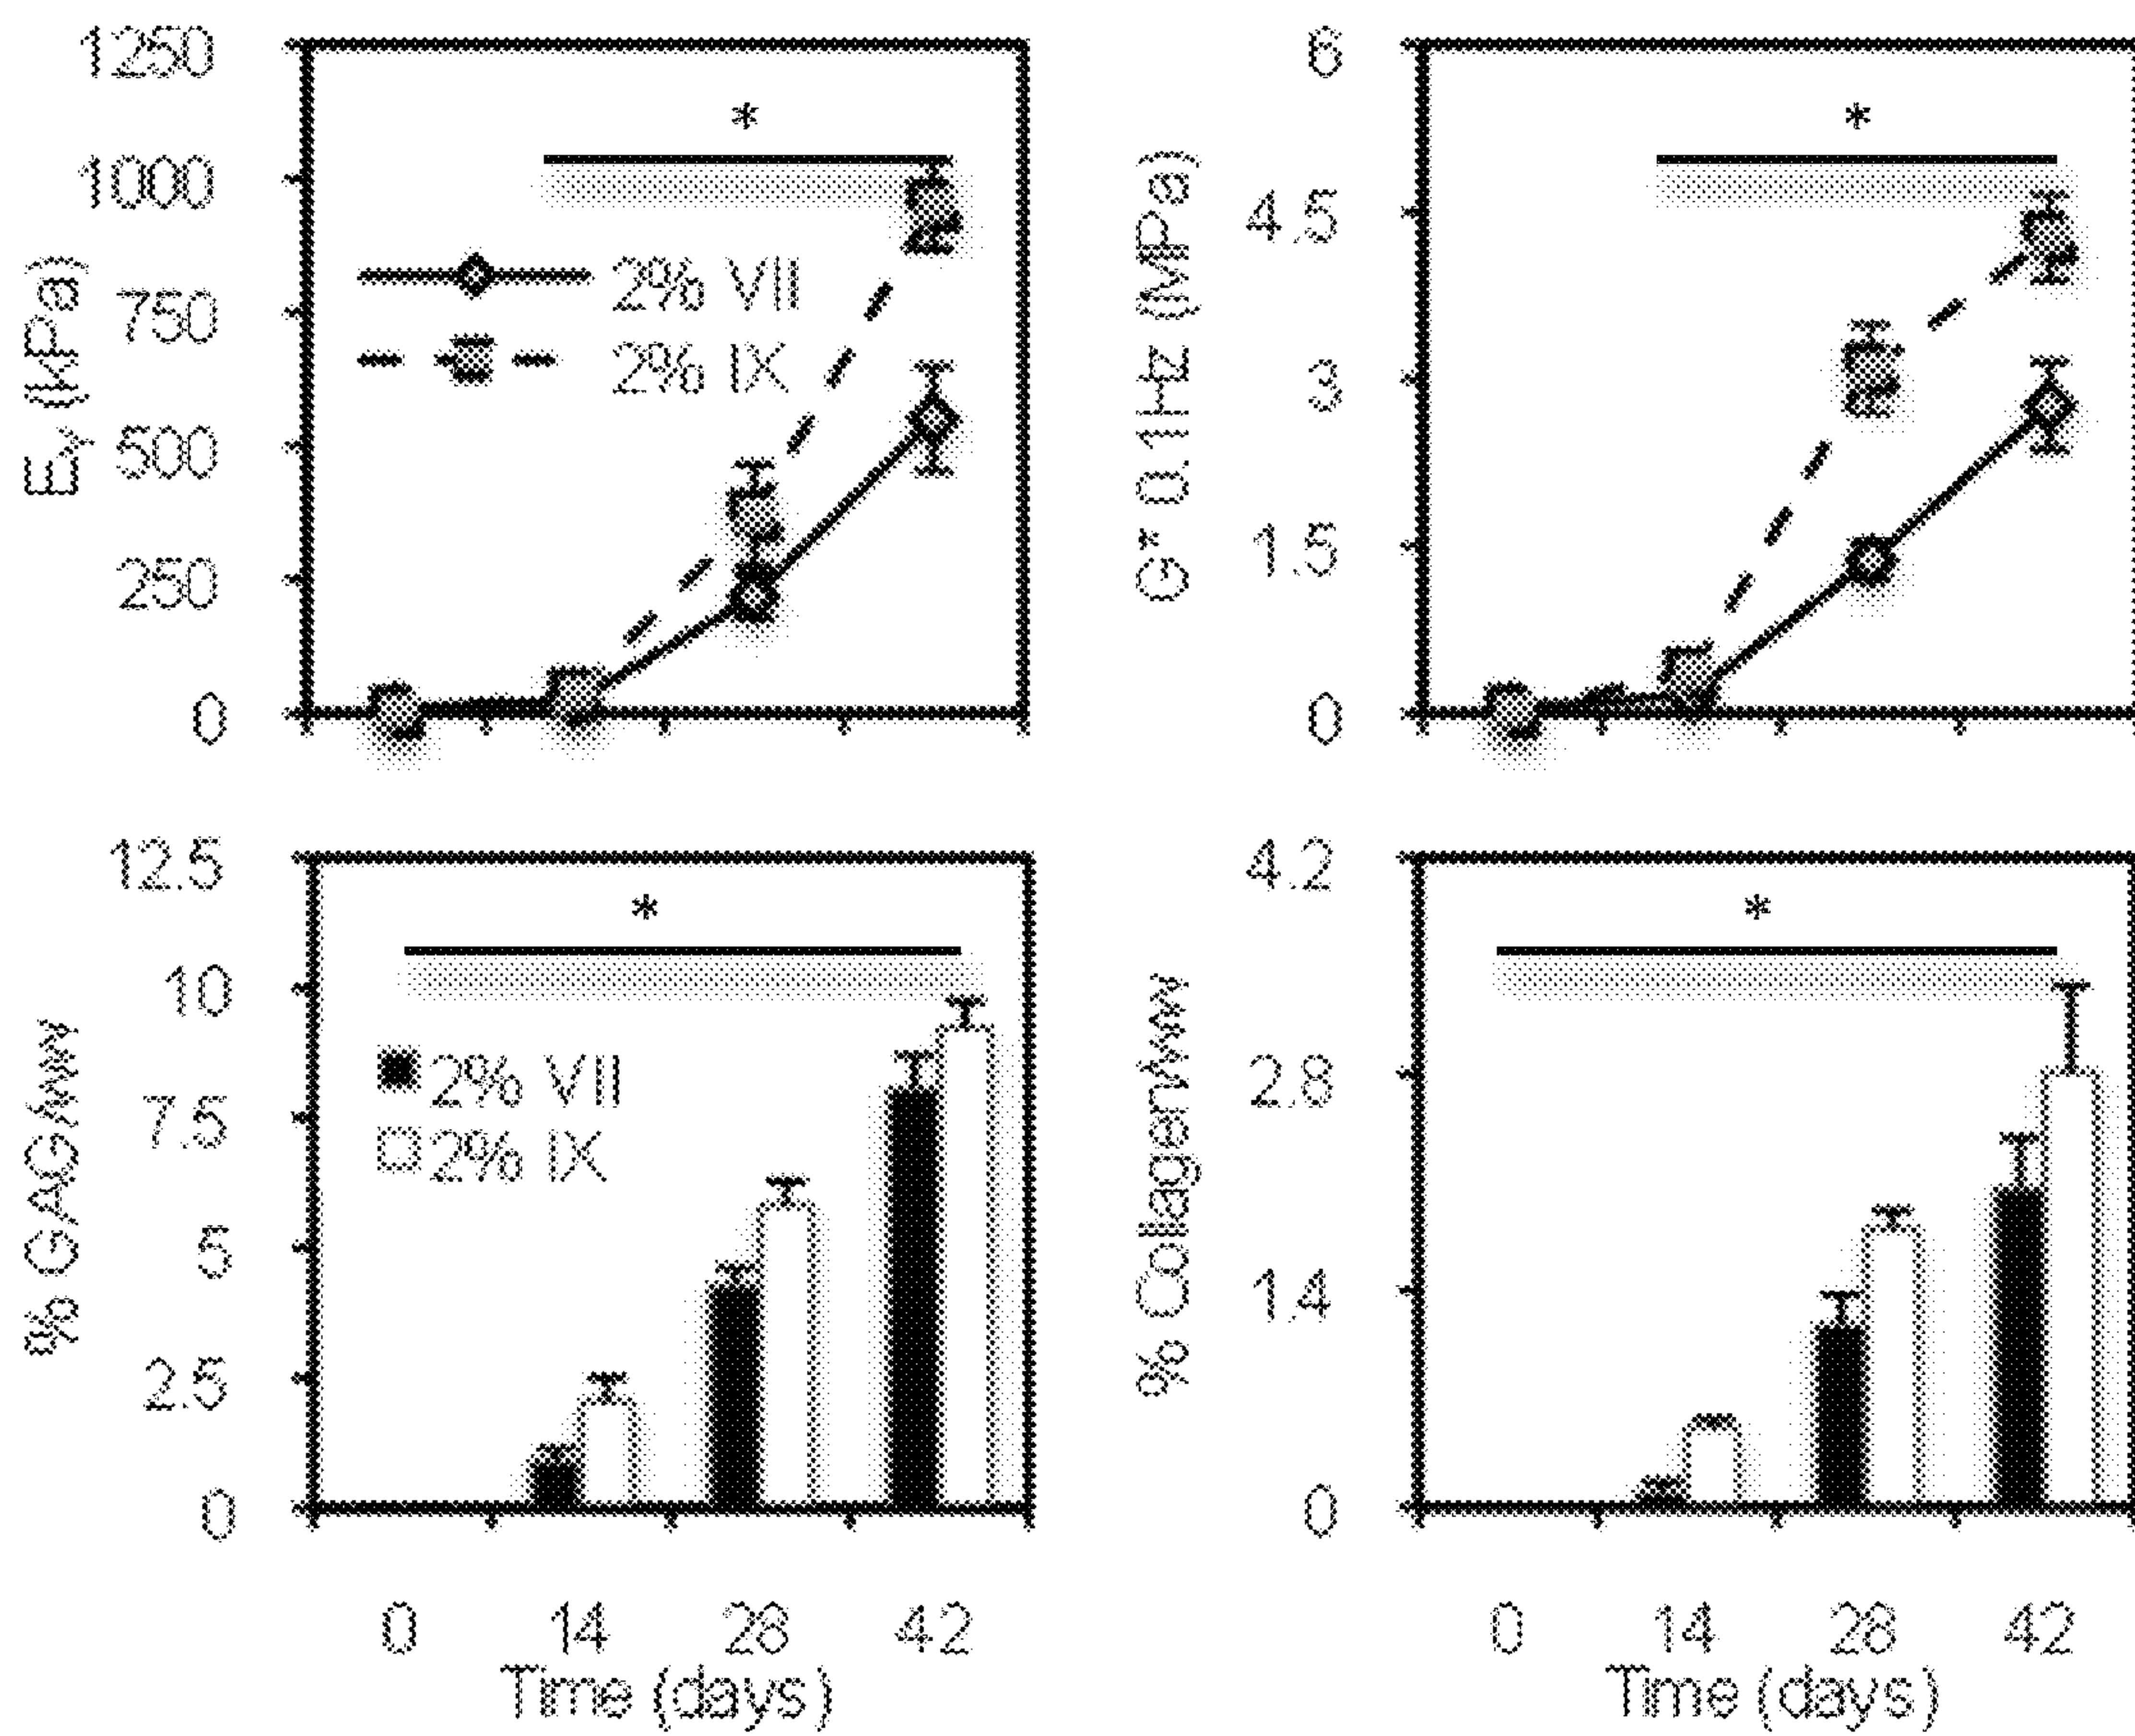 1250
1000
750
500
250
0
E_Y (kPa)
*
2% VII
2% IX
6
4.5
3
1.5
0
G* 0.1Hz (MPa)
*
12.5
10
7.5
5
2.5
0
% GAG/ww
*
2% VII
2% IX
0 14 28 42
Time (days)
4.2
2.8
1.4
0
% Collagen/ww
*
0 14 28 42
Time (days)